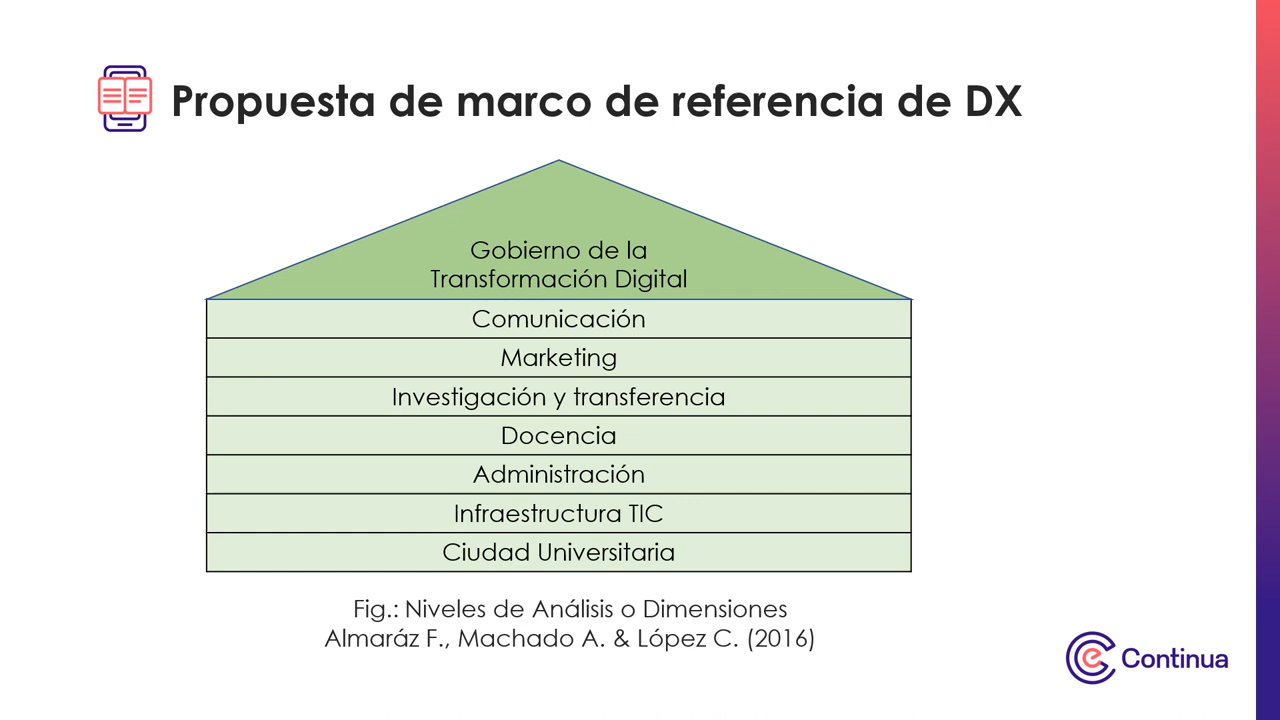 Propuesta de marco de referencia de DX
Gobierno de la
Transformación Digital
Comunicación
Marketing
Investigación y transferencia
Docencia
Administración
Infraestructura TIC
Ciudad Universitaria
Fig.: Niveles de Análisis o Dimensiones
Almaráz F., Machado A. & López C. (2016)
e Continua